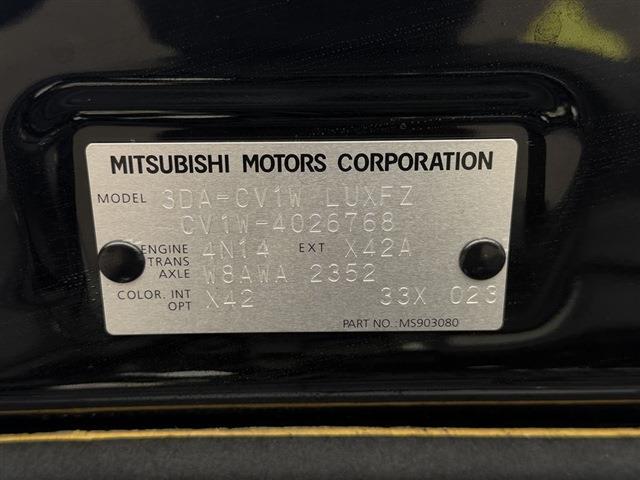 MITSUBISHI MOTORS CORPORATION
MODEL 3DA-CV1W LUXFZ
CV1W-4026768
ENGINE 4N14 EXT X42A
TRANS AXLE W8AWA 2352
COLOR. INT OPT X42 33X 023
PART NO.: MS903080